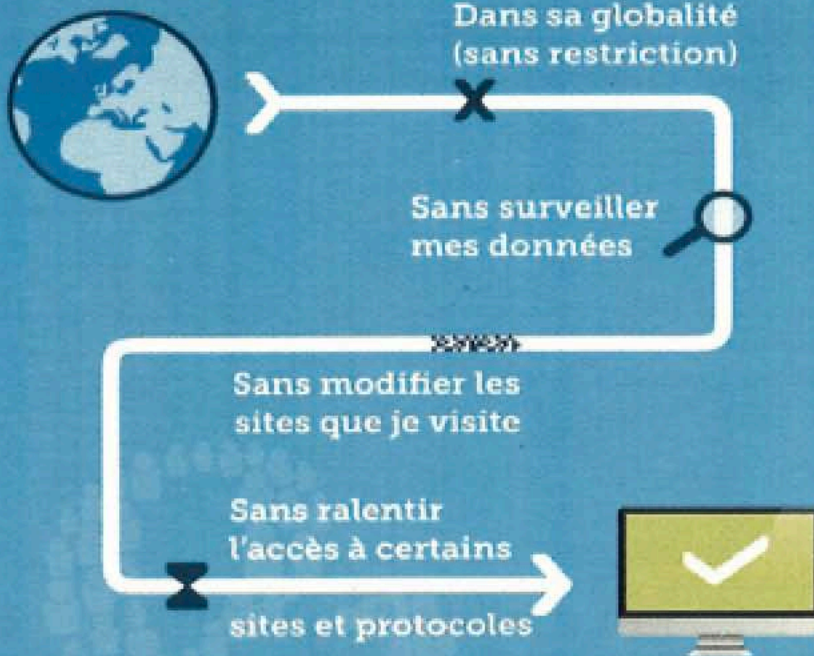 Dans sa globalité
(sans restriction)
Sans surveiller
mes données
Sans modifier les
sites que je visite
Sans ralentir
l'accès à certains
sites et protocoles